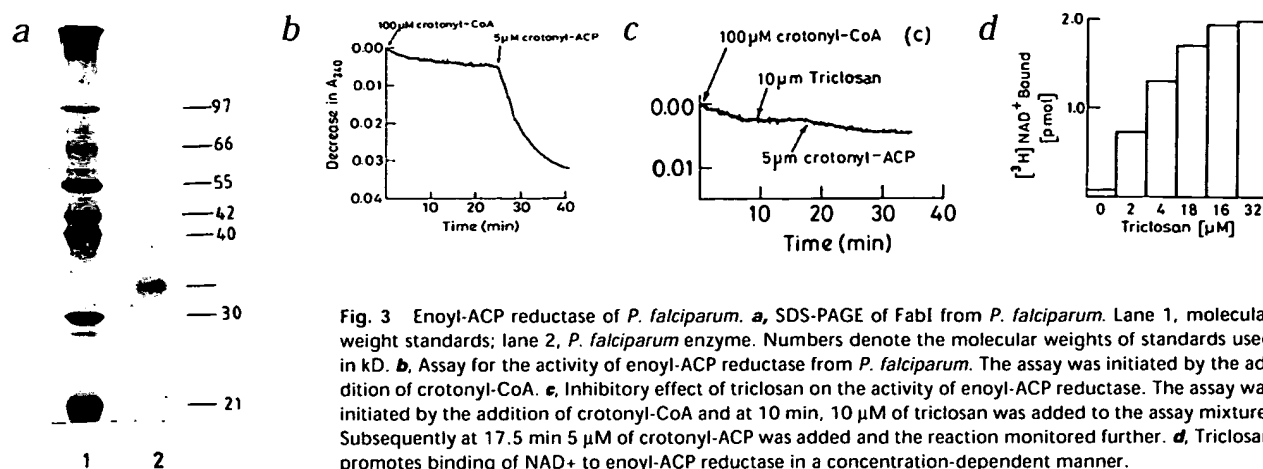 a
97
66
55
42
40
30
21
1 2
b
100μM crotonyl-CoA
5μM crotonyl-ACP
0.00
0.01
0.02
0.03
0.04
Decrease in A340
10 20 30 40
Time (min)
c
100μM crotonyl-CoA (c)
10μm Triclosan
0.00
5μm crotonyl-ACP
0.01
10 20 30 40
Time (min)
d
2.0
1.0
[³H] NAD⁺ Bound
[pmol]
0 2 4 18 16 32
Triclosan [μM]
Fig. 3 Enoyl-ACP reductase of P. falciparum. a, SDS-PAGE of FabI from P. falciparum. Lane 1, molecula
weight standards; lane 2, P. falciparum enzyme. Numbers denote the molecular weights of standards use
in kD. b, Assay for the activity of enoyl-ACP reductase from P. falciparum. The assay was initiated by the ad
dition of crotonyl-CoA. c, Inhibitory effect of triclosan on the activity of enoyl-ACP reductase. The assay wa
initiated by the addition of crotonyl-CoA and at 10 min, 10 μM of triclosan was added to the assay mixture
Subsequently at 17.5 min 5 μM of crotonyl-ACP was added and the reaction monitored further. d, Triclosa
promotes binding of NAD+ to enoyl-ACP reductase in a concentration-dependent manner.